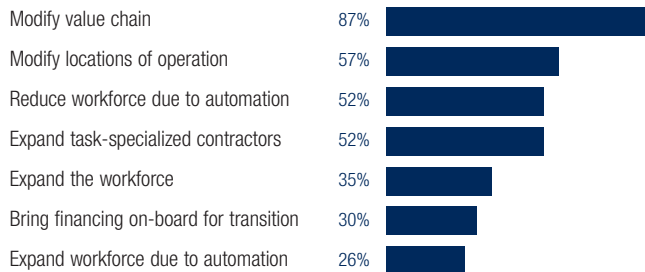 Modify value chain 87%
Modify locations of operation 57%
Reduce workforce due to automation 52%
Expand task-specialized contractors 52%
Expand the workforce 35%
Bring financing on-board for transition 30%
Expand workforce due to automation 26%